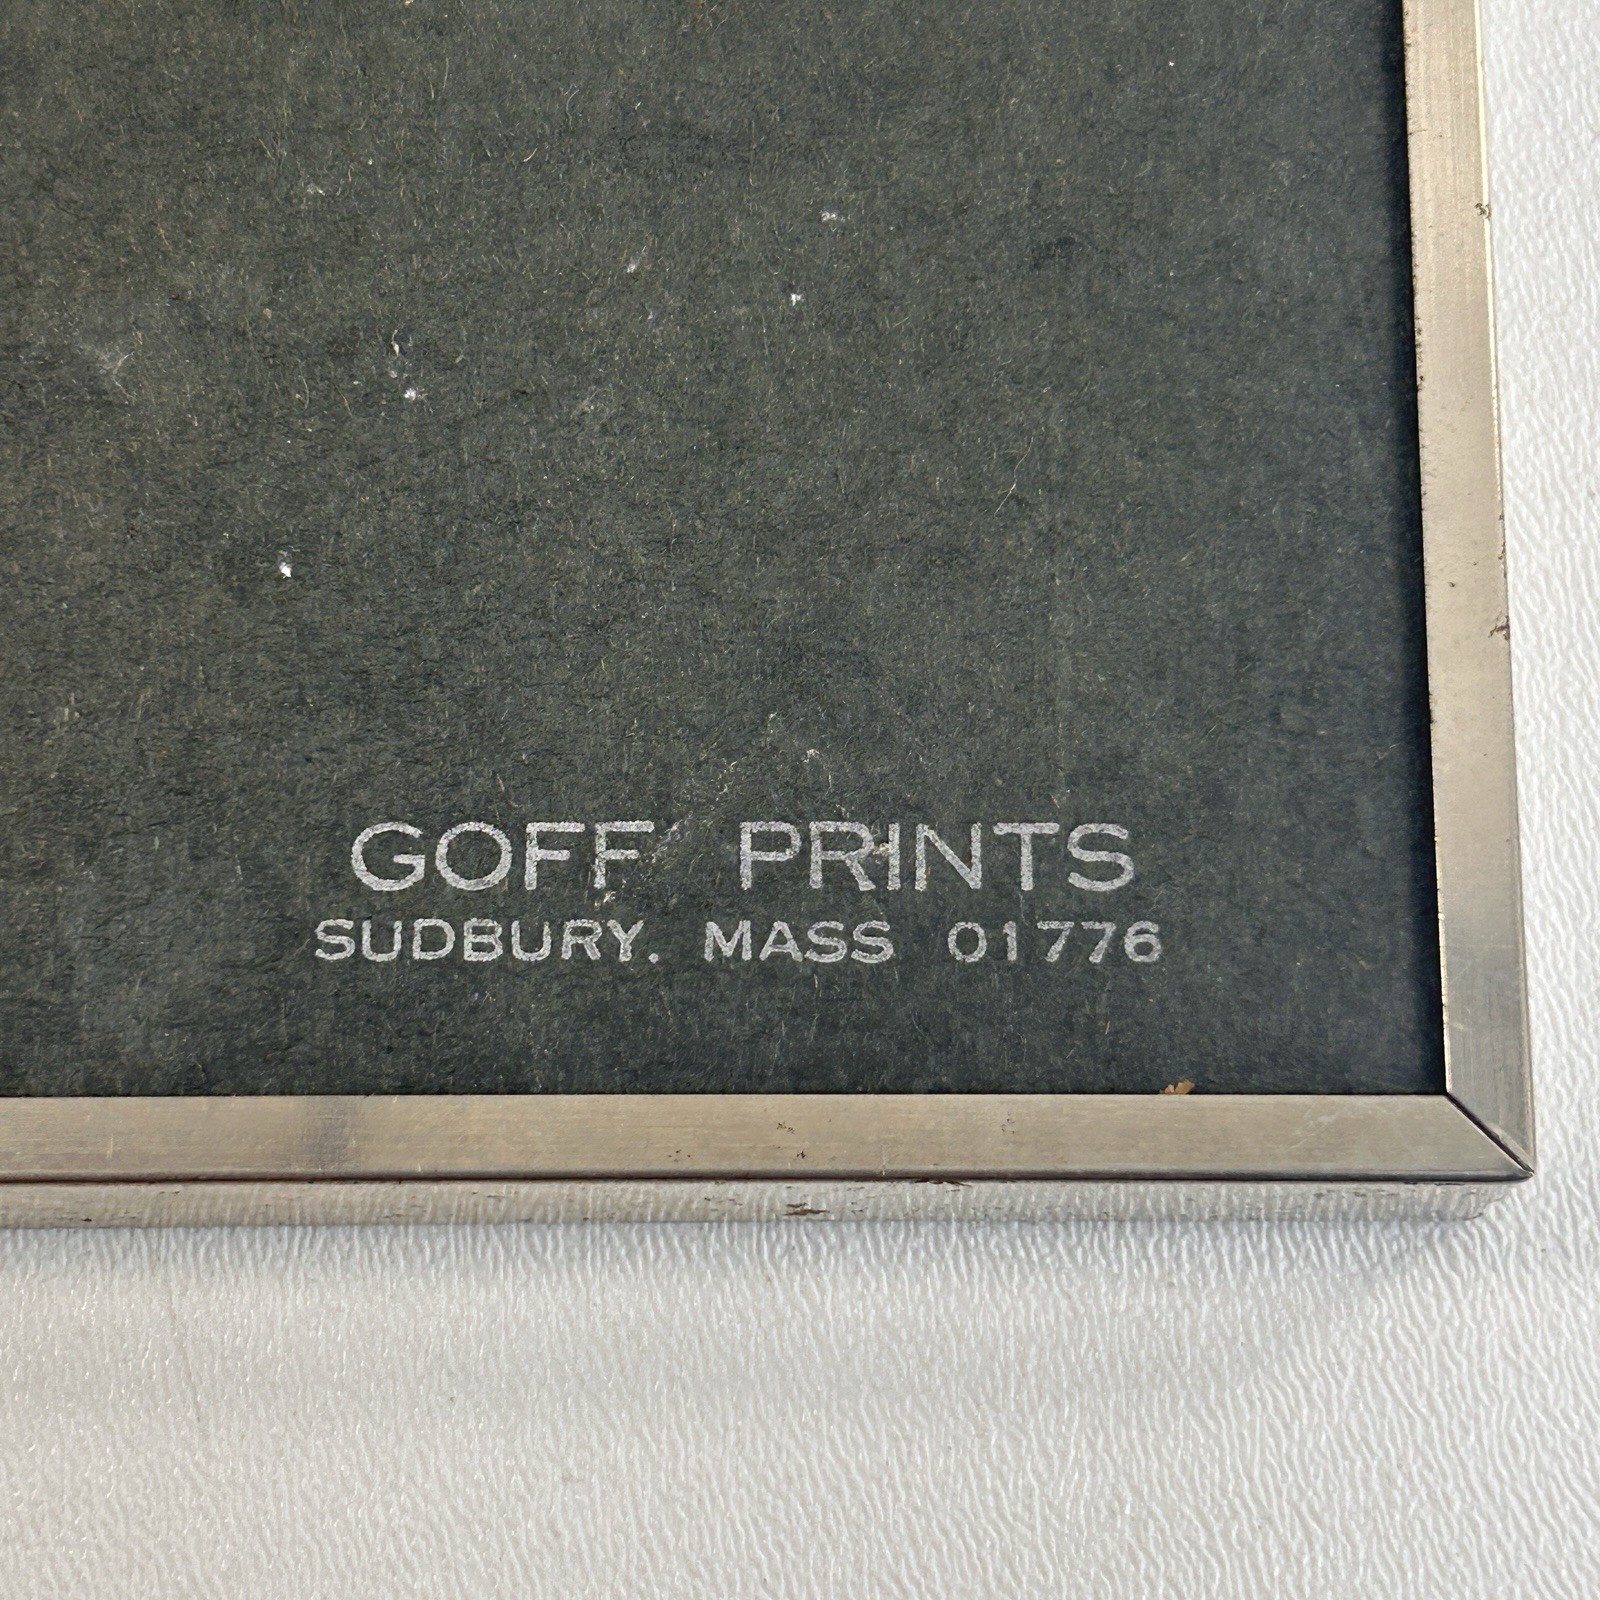 GOFF PRINTS
SUDBURY. MASS 01776